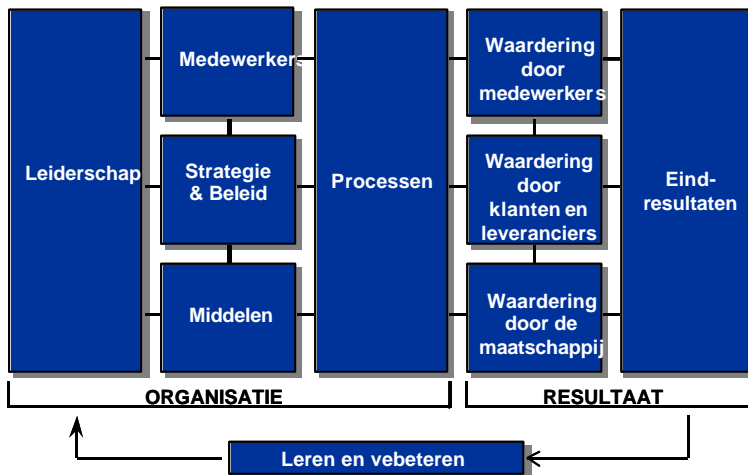 Leiderschap
Medewerkers
Strategie
& Beleid
Middelen
Processen
Waardering
door
medewerkers
Waardering
door
klanten en
leveranciers
Waardering
door de
maatschappij
Eind-
resultaten
ORGANISATIE
RESULTAAT
Leren en vebeteren